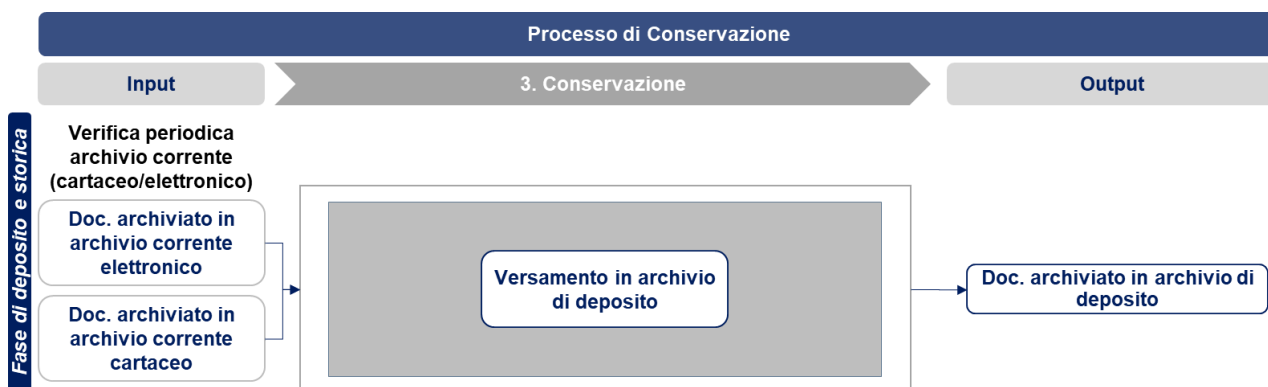 Processo di Conservazione
Input
3. Conservazione
Output
Fase di deposito e storica
Verifica periodica
archivio corrente
(cartaceo/elettronico)
Doc. archiviato in
archivio corrente
elettronico
Doc. archiviato in
archivio corrente
cartaceo
Versamento in archivio
di deposito
Doc. archiviato in archivio di
deposito